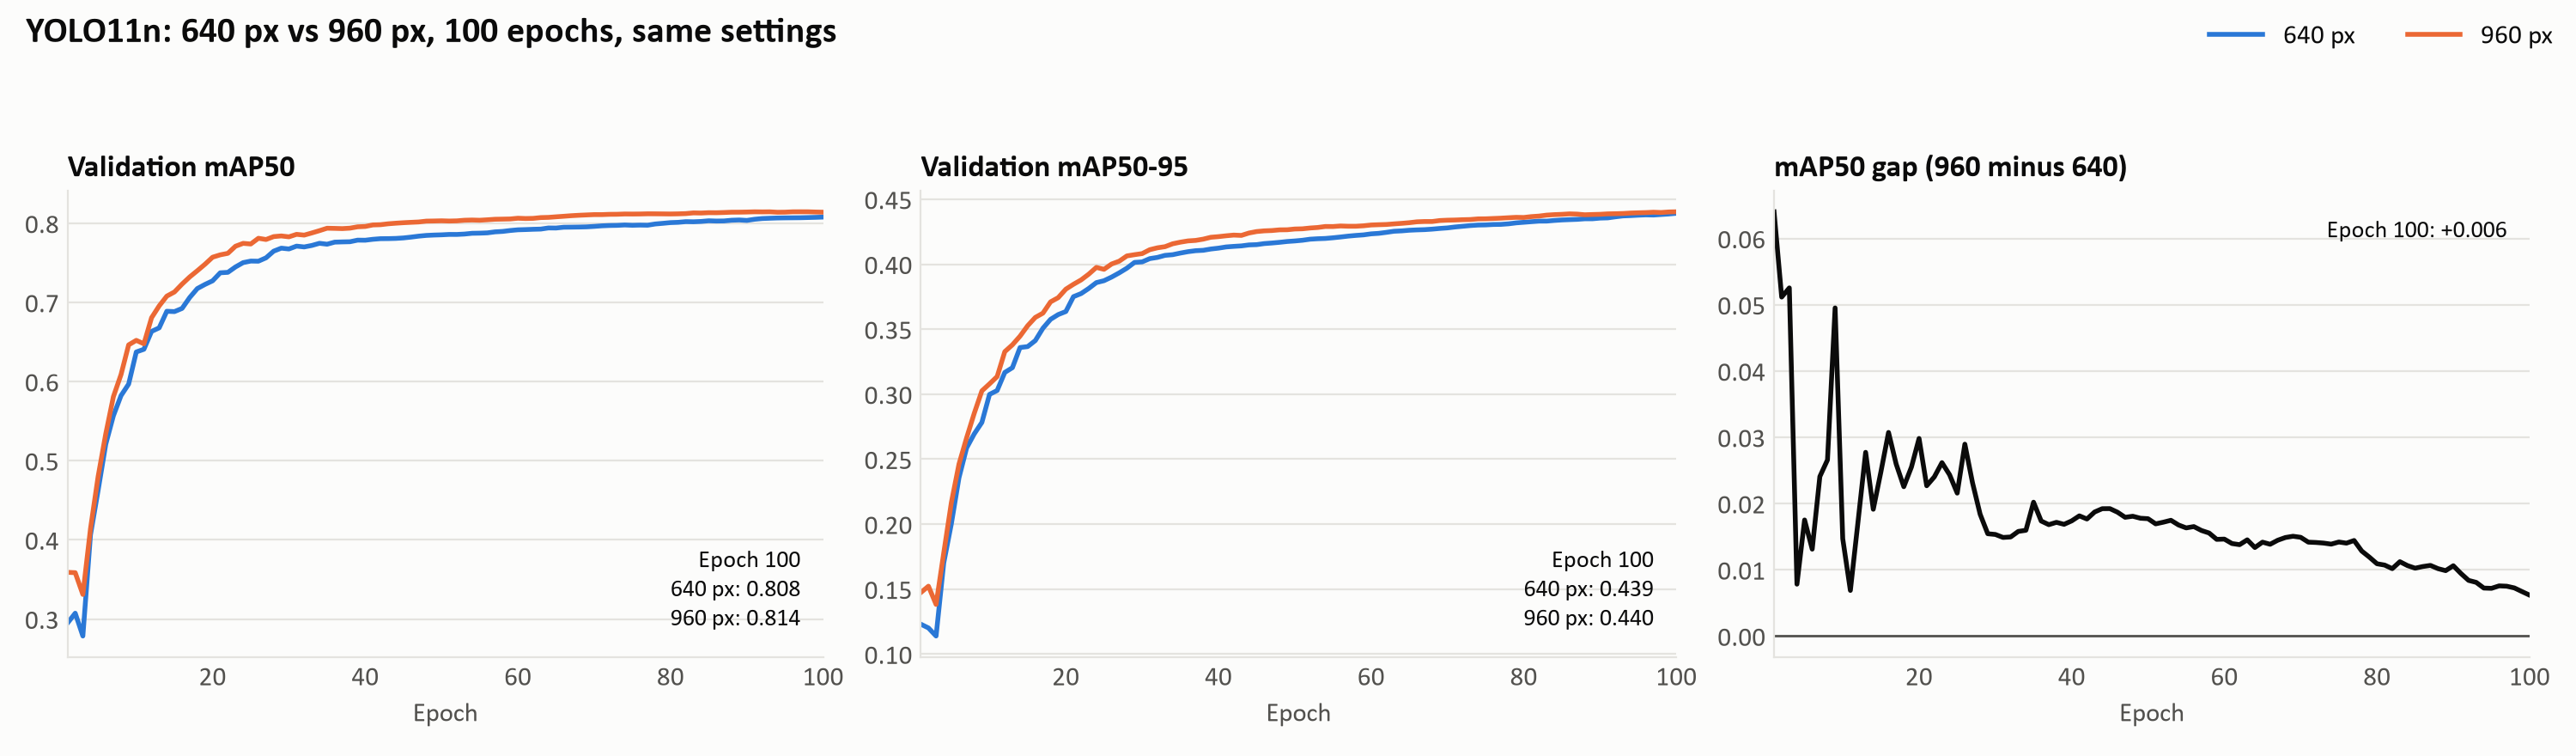 YOLO11n: 640 px vs 960 px, 100 epochs, same settings
640 px
960 px
Validation mAP50
0.8
0.7
0.6
0.5
0.4
0.3
Epoch 100
640 px: 0.808
960 px: 0.814
20
40
60
80
100
Epoch
Validation mAP50-95
0.45
0.40
0.35
0.30
0.25
0.20
0.15
0.10
Epoch 100
640 px: 0.439
960 px: 0.440
20
40
60
80
100
Epoch
mAP50 gap (960 minus 640)
Epoch 100: +0.006
0.06
0.05
0.04
0.03
0.02
0.01
0.00
20
40
60
80
100
Epoch